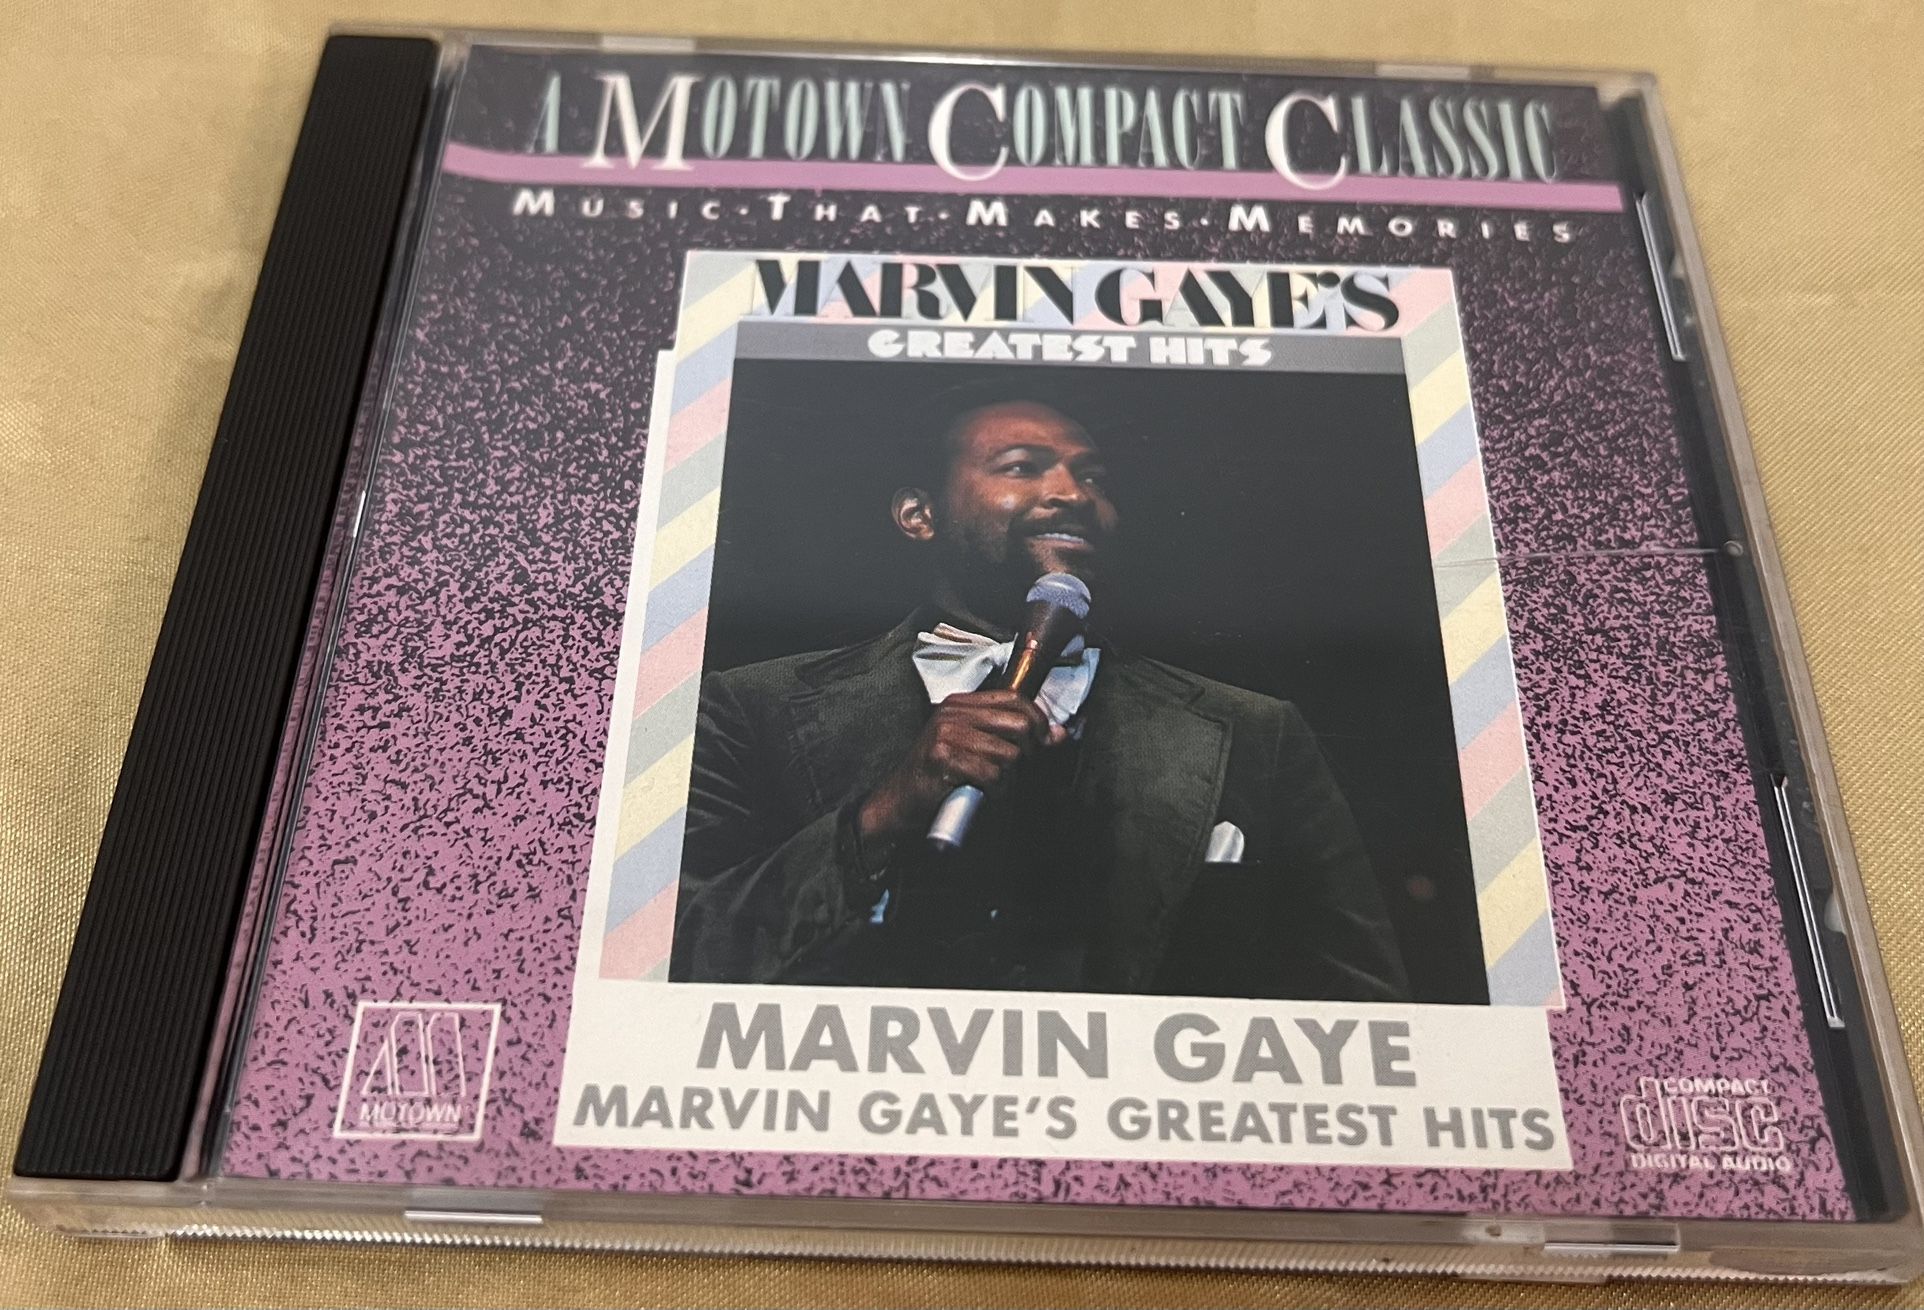 A MOTOWN COMPACT CLASSIC
MUSIC·THAT·MAKES·MEMORIES
MARVIN GAYE'S
GREATEST HITS
MARVIN GAYE
MARVIN GAYE'S GREATEST HITS
MOTOWN
COMPACT
disc
DIGITAL AUDIO